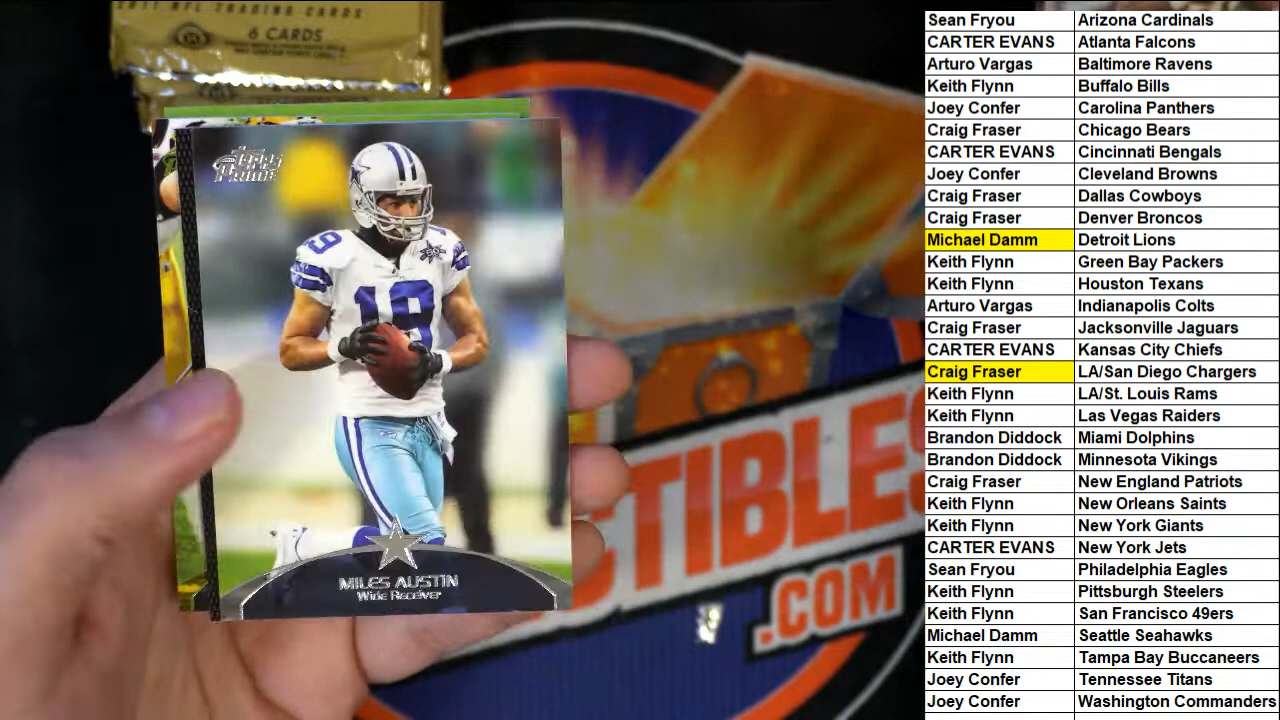 2011 NFL TRADING CARDS
6 CARDS
19
19
MILES AUSTIN
Wide Receiver
TIBLES
.COM
Sean Fryou Arizona Cardinals
CARTER EVANS Atlanta Falcons
Arturo Vargas Baltimore Ravens
Keith Flynn Buffalo Bills
Joey Confer Carolina Panthers
Craig Fraser Chicago Bears
CARTER EVANS Cincinnati Bengals
Joey Confer Cleveland Browns
Craig Fraser Dallas Cowboys
Craig Fraser Denver Broncos
Michael Damm Detroit Lions
Keith Flynn Green Bay Packers
Keith Flynn Houston Texans
Arturo Vargas Indianapolis Colts
Craig Fraser Jacksonville Jaguars
CARTER EVANS Kansas City Chiefs
Craig Fraser LA/San Diego Chargers
Keith Flynn LA/St. Louis Rams
Keith Flynn Las Vegas Raiders
Brandon Diddock Miami Dolphins
Brandon Diddock Minnesota Vikings
Craig Fraser New England Patriots
Keith Flynn New Orleans Saints
Keith Flynn New York Giants
CARTER EVANS New York Jets
Sean Fryou Philadelphia Eagles
Keith Flynn Pittsburgh Steelers
Keith Flynn San Francisco 49ers
Michael Damm Seattle Seahawks
Keith Flynn Tampa Bay Buccaneers
Joey Confer Tennessee Titans
Joey Confer Washington Commanders